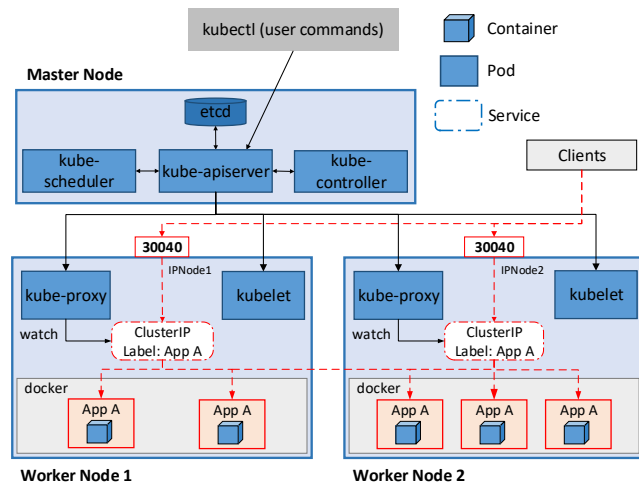 kubectl (user commands)
Container
Pod
Service
Master Node
etcd
kube-
scheduler
kube-apiserver
kube-
controller
Clients
30040
30040
IPNode1
IPNode2
kube-proxy
kubelet
kube-proxy
kubelet
watch
ClusterIP
Label: App A
watch
ClusterIP
Label: App A
docker
App A
App A
docker
App A
App A
App A
Worker Node 1
Worker Node 2